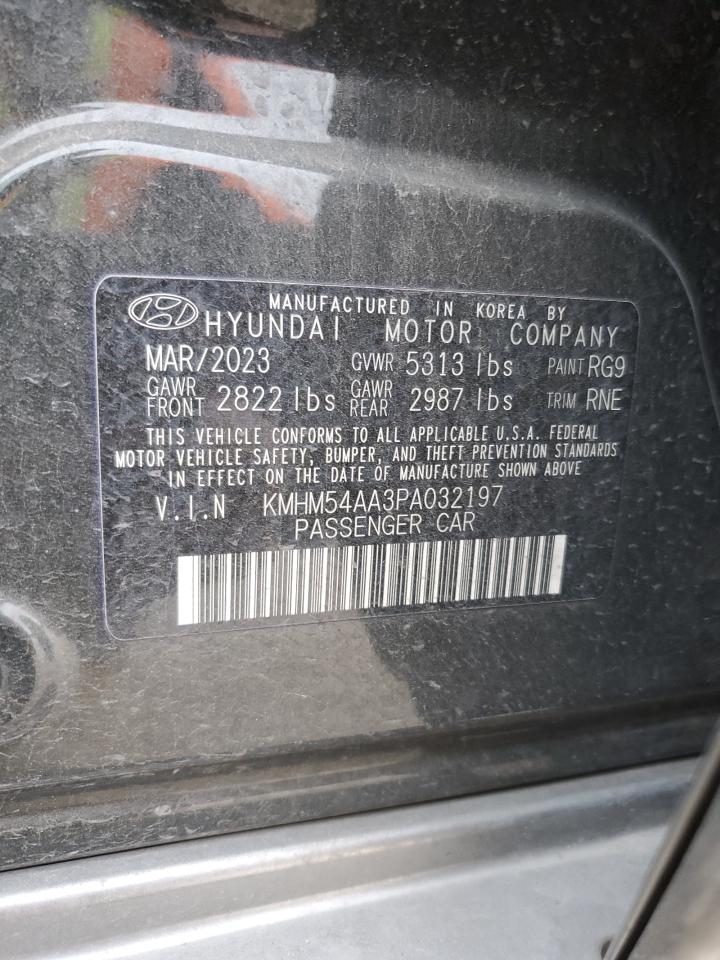 MANUFACTURED IN KOREA BY
HYUNDAI MOTOR COMPANY
MAR/2023 GVWR 5313 lbs PAINT RG9
GAWR FRONT 2822 lbs GAWR REAR 2987 lbs TRIM RNE
THIS VEHICLE CONFORMS TO ALL APPLICABLE U.S.A. FEDERAL
MOTOR VEHICLE SAFETY, BUMPER, AND THEFT PREVENTION STANDARDS
IN EFFECT ON THE DATE OF MANUFACTURE SHOWN ABOVE
V.I.N KMHM54AA3PA032197
PASSENGER CAR